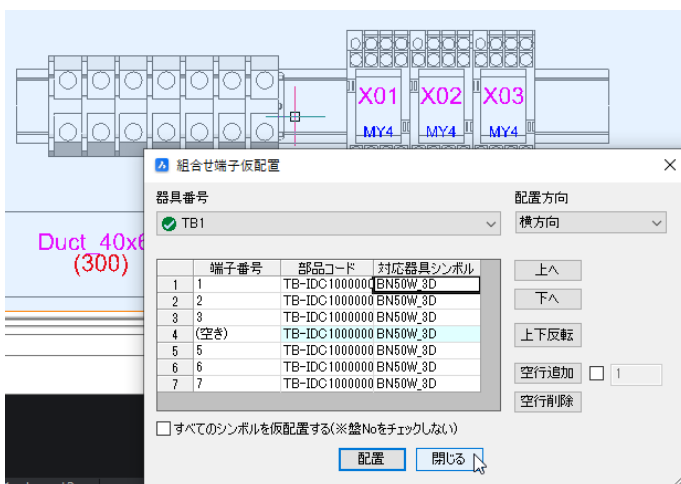 X01 X02 X03
MY4 MY4 MY4
組合せ端子仮配置
器具番号 配置方向
TB1 横方向
Duct_40x6
(300)
端子番号 部品コード 対応器具シンボル
1 1 TB-IDC1000000 BN50W_3D
2 2 TB-IDC1000000 BN50W_3D
3 3 TB-IDC1000000 BN50W_3D
4 (空き) TB-IDC1000000 BN50W_3D
5 5 TB-IDC1000000 BN50W_3D
6 6 TB-IDC1000000 BN50W_3D
7 7 TB-IDC1000000 BN50W_3D
上へ
下へ
上下反転
空行追加 1
空行削除
すべてのシンボルを仮配置する(※盤Noをチェックしない)
配置 閉じる